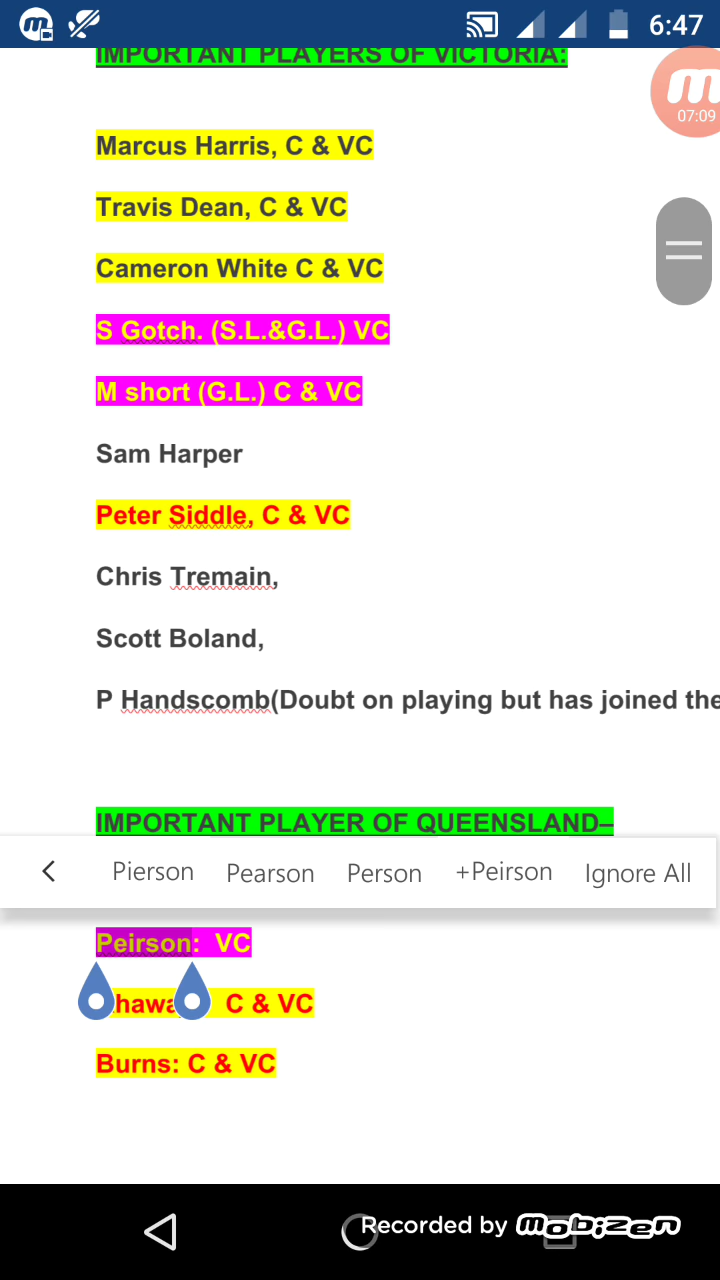 6:47
IMPORTANT PLAYERS OF VICTORIA:
07:09
Marcus Harris, C & VC
Travis Dean, C & VC
Cameron White C & VC
S Gotch. (S.L.&G.L.) VC
M short (G.L.) C & VC
Sam Harper
Peter Siddle, C & VC
Chris Tremain,
Scott Boland,
P Handscomb(Doubt on playing but has joined the
IMPORTANT PLAYER OF QUEENSLAND–
Pierson Pearson Person +Peirson Ignore All
Peirson: VC
C & VC
Burns: C & VC
Recorded by mobizen